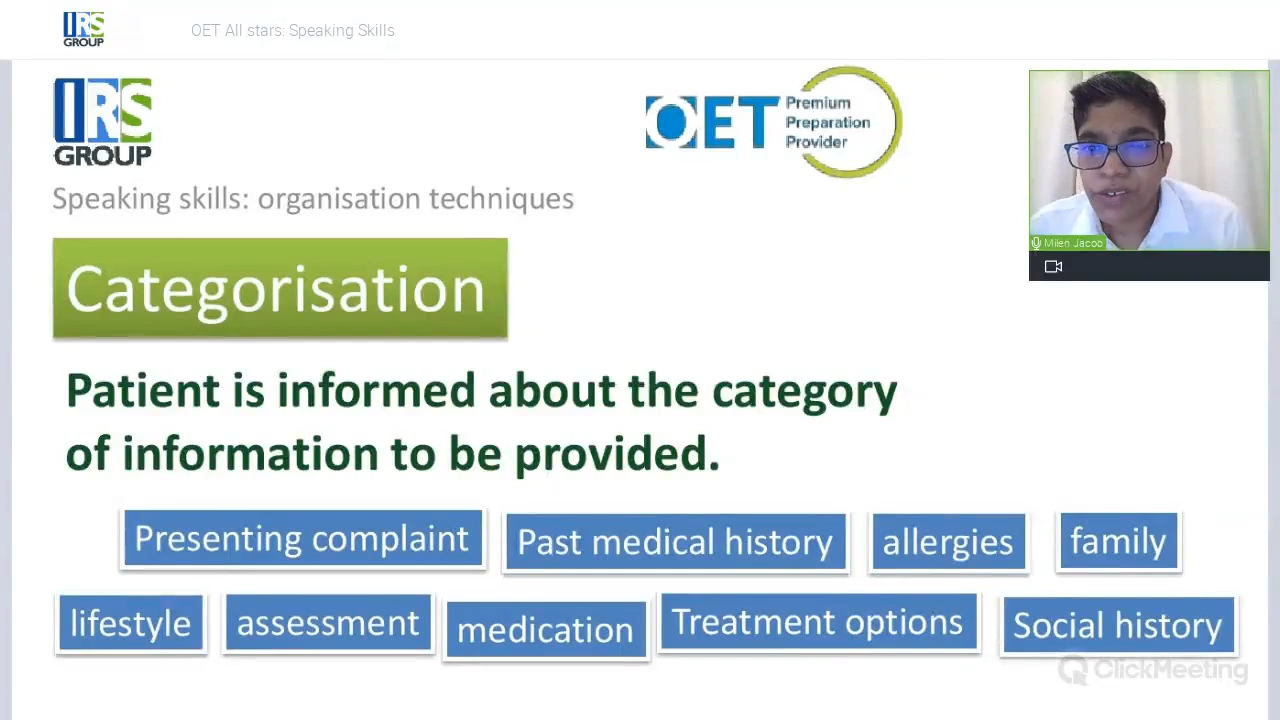 IRS
GROUP
OET All stars: Speaking Skills
IRS
GROUP
OET
Premium
Preparation
Provider
Speaking skills: organisation techniques
Milen Jacob
Categorisation
Patient is informed about the category
of information to be provided.
Presenting complaint
Past medical history
allergies
family
lifestyle
assessment
medication
Treatment options
Social history
ClickMeeting